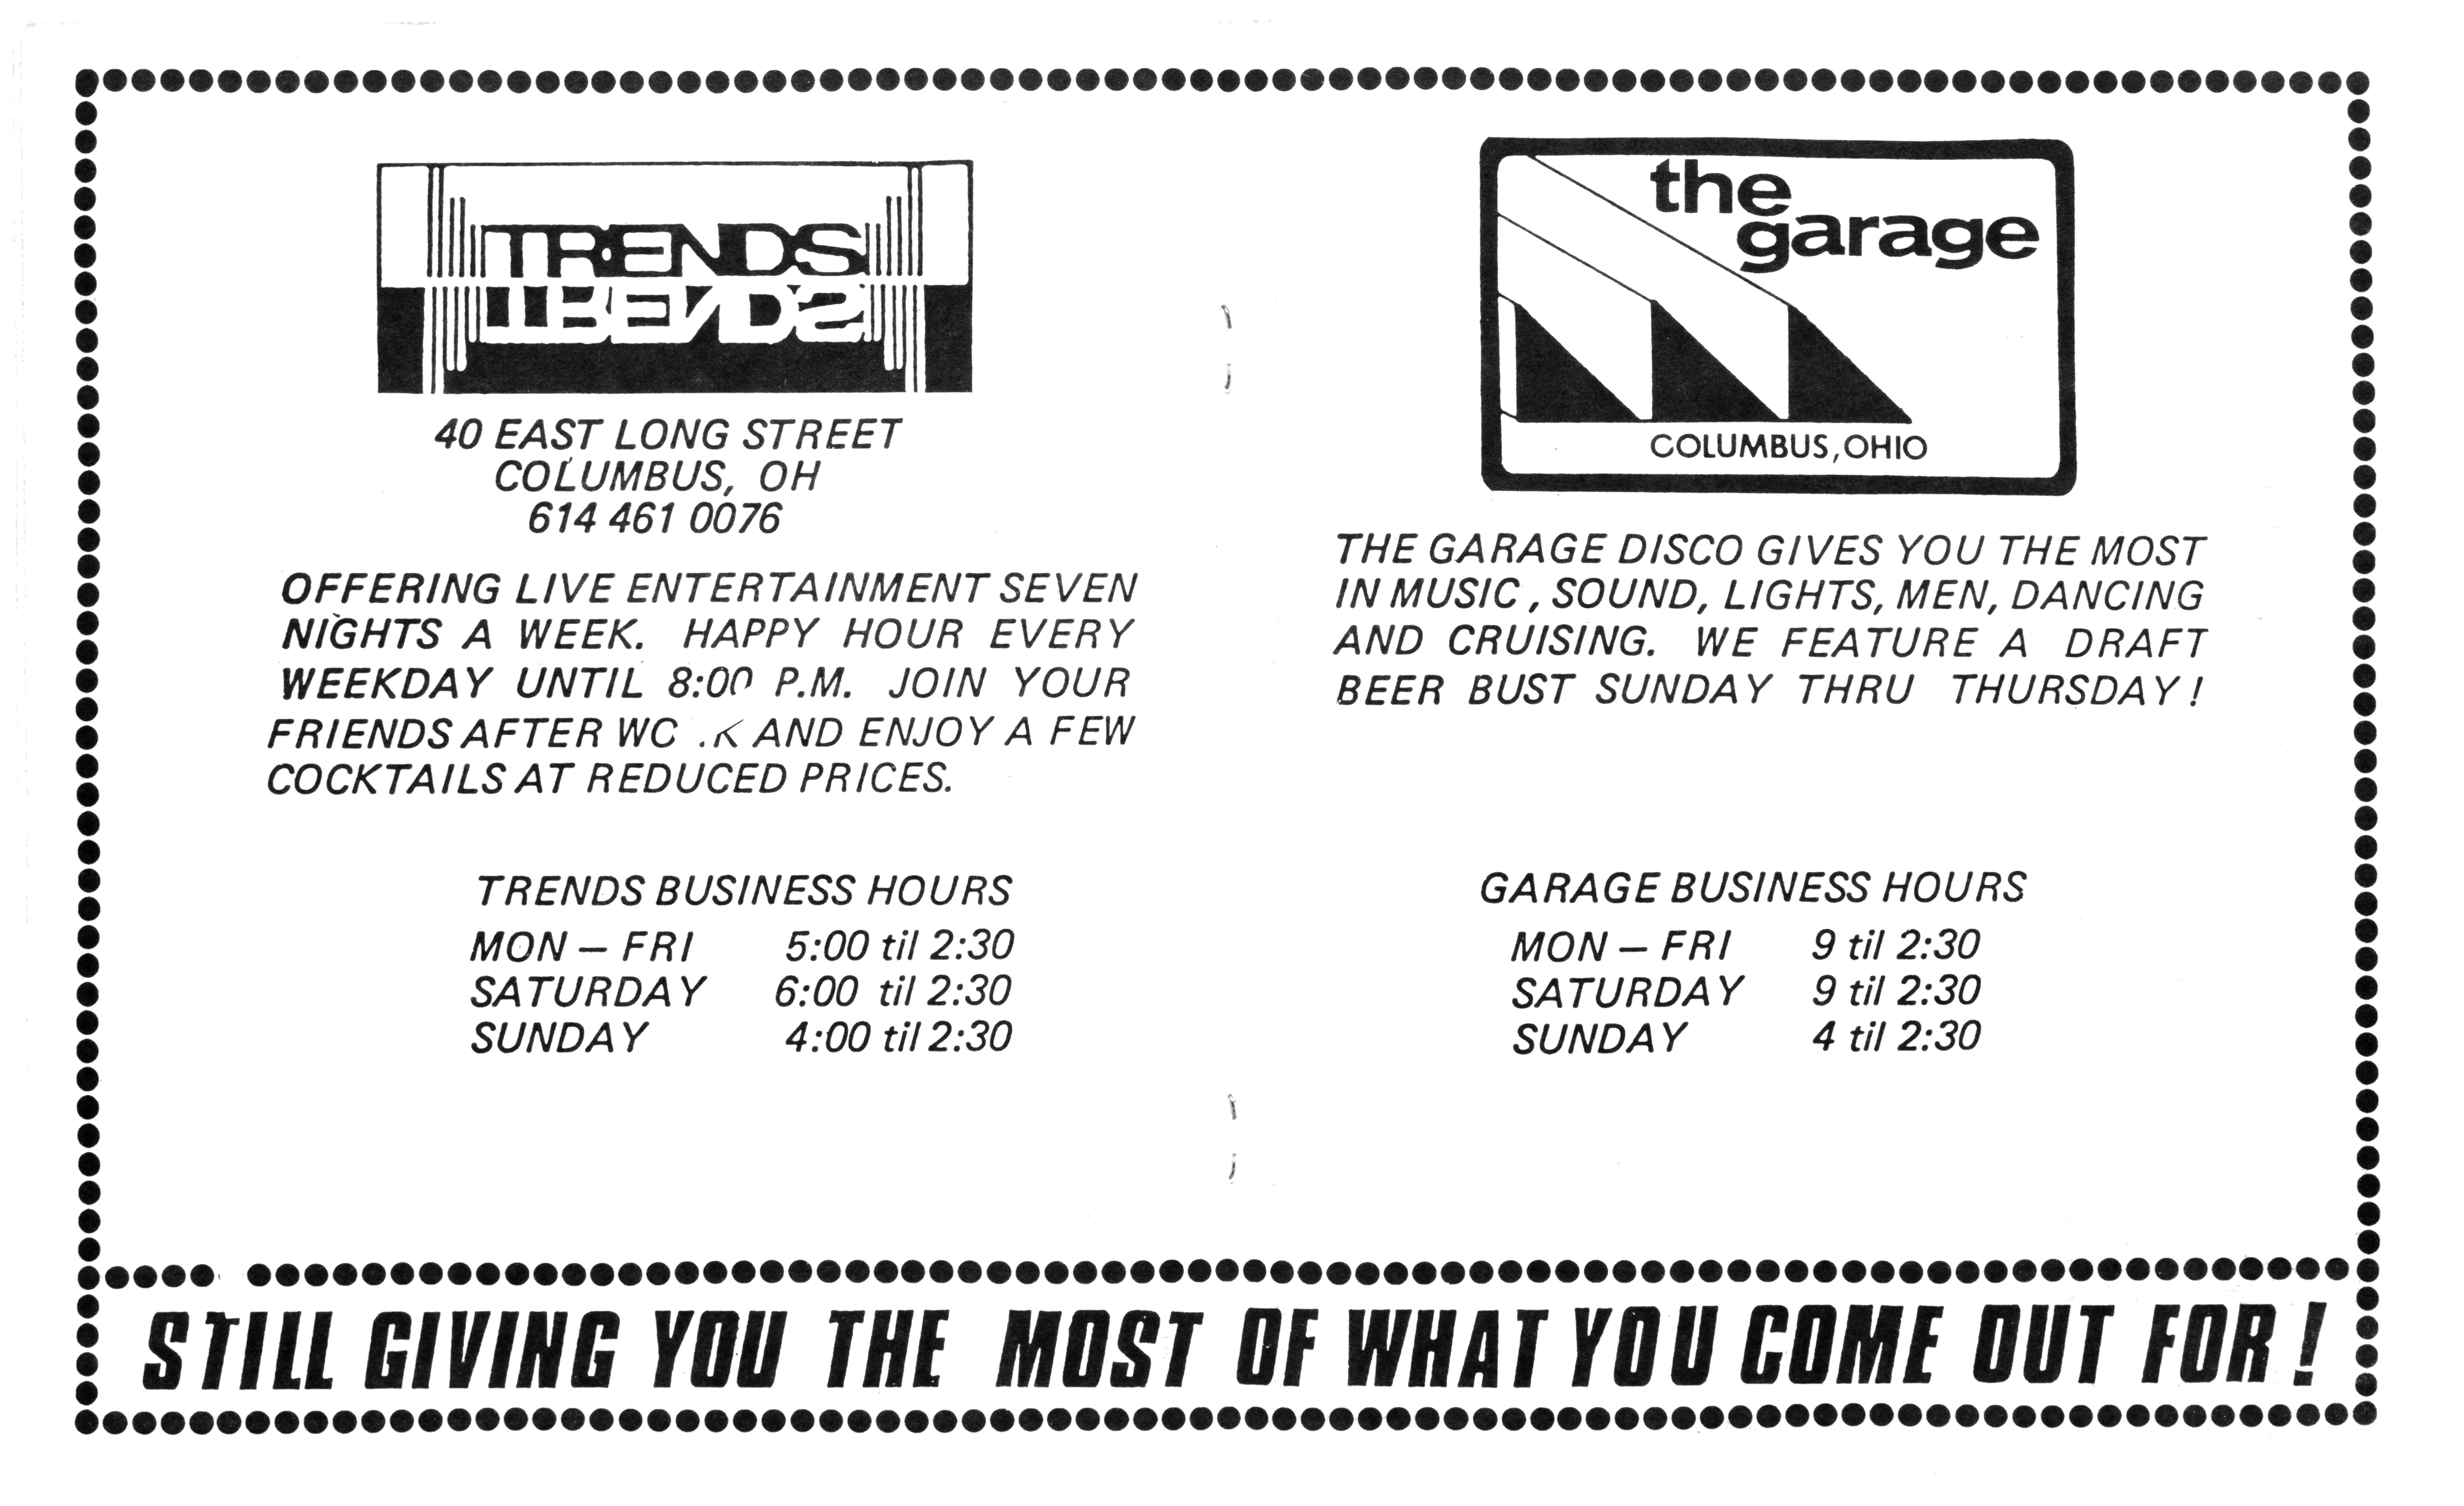 TRENDS
TRENDS
40 EAST LONG STREET
COLUMBUS, OH
614 461 0076
OFFERING LIVE ENTERTAINMENT SEVEN
NIGHTS A WEEK. HAPPY HOUR EVERY
WEEKDAY UNTIL 8:00 P.M. JOIN YOUR
FRIENDS AFTER WO.K AND ENJOY A FEW
COCKTAILS AT REDUCED PRICES.
TRENDS BUSINESS HOURS
MON – FRI 5:00 til 2:30
SATURDAY 6:00 til 2:30
SUNDAY 4:00 til 2:30
the
garage
COLUMBUS, OHIO
THE GARAGE DISCO GIVES YOU THE MOST
IN MUSIC, SOUND, LIGHTS, MEN, DANCING
AND CRUISING. WE FEATURE A DRAFT
BEER BUST SUNDAY THRU THURSDAY!
GARAGE BUSINESS HOURS
MON – FRI 9 til 2:30
SATURDAY 9 til 2:30
SUNDAY 4 til 2:30
STILL GIVING YOU THE MOST OF WHAT YOU COME OUT FOR!